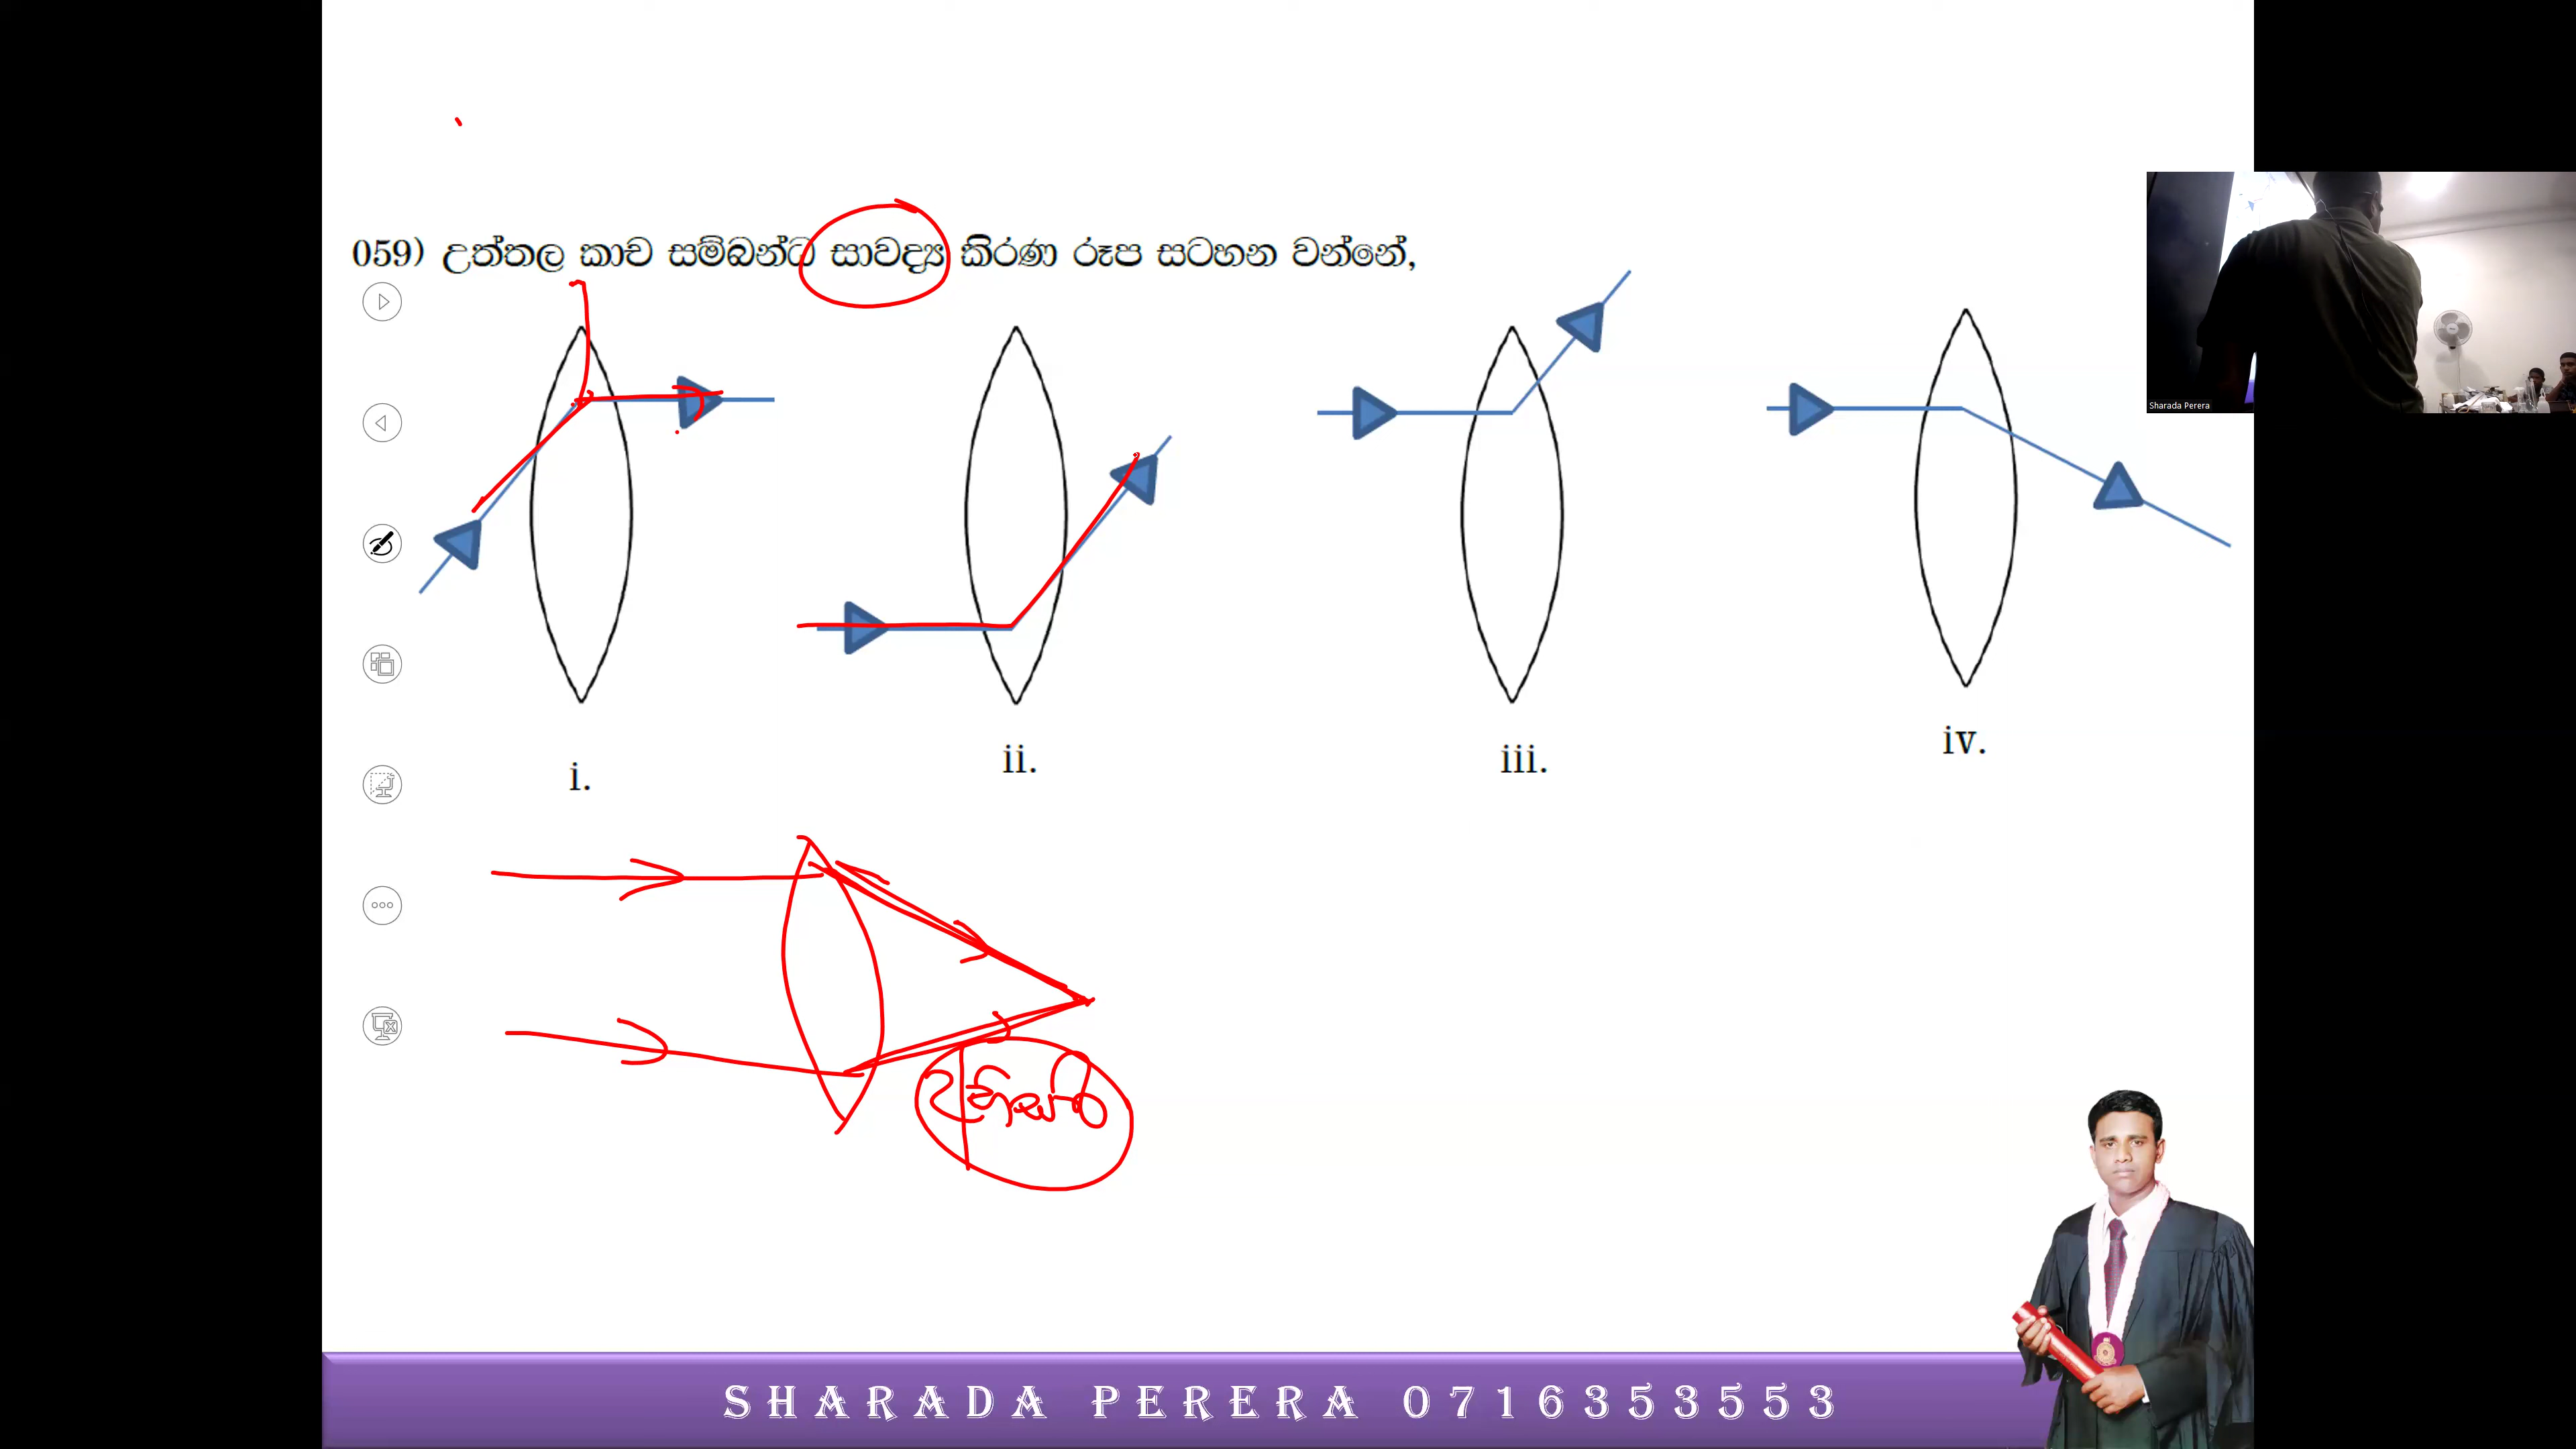 059) උත්තල කාච සම්බන්ධ සාවද්‍ය කිරණ රූප සටහන වන්නේ,
Sharada Perera
i.
ii.
iii.
iv.
SHARADA PERERA 0716353553